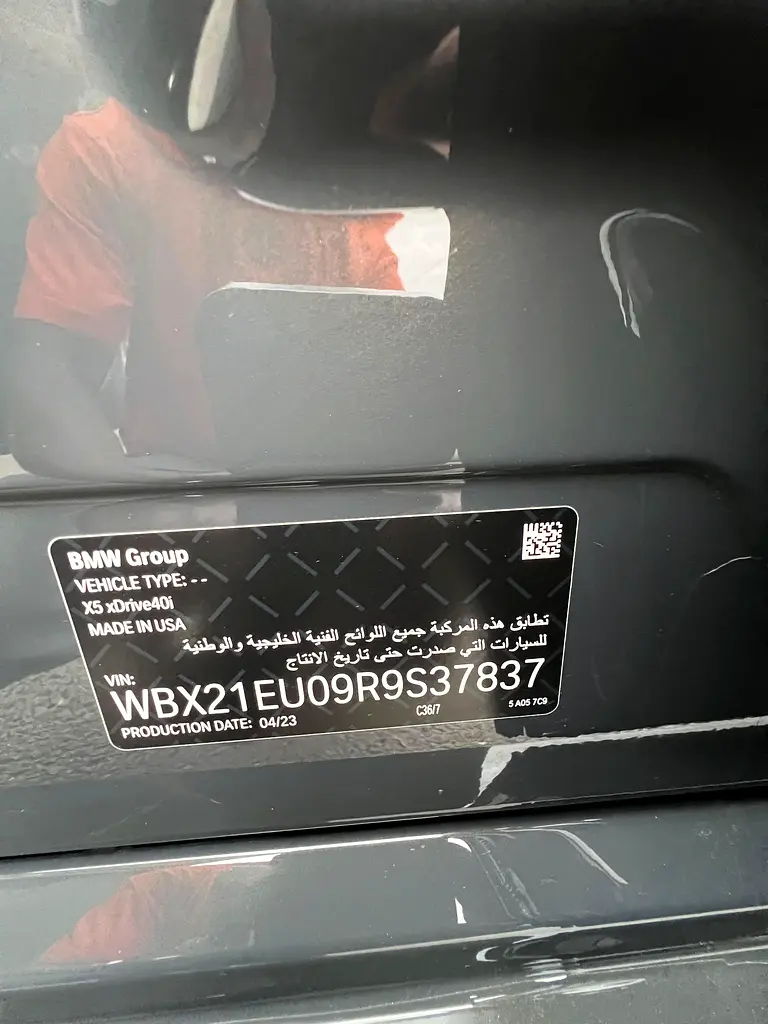 BMW Group
VEHICLE TYPE: --
X5 xDrive40i
MADE IN USA
تطابق هذه المركبة جميع اللوائح الفنية الخليجية والوطنية
للسيارات التي صدرت حتى تاريخ الانتاج
VIN:
WBX21EU09R9S37837
PRODUCTION DATE: 04/23
C36/7
5 A05 7C9